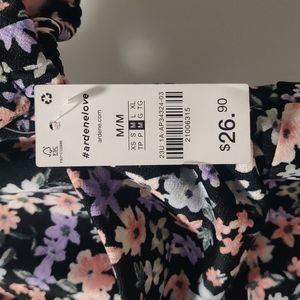 #ardenelove
ardene.com
M/M
XS S M L XL
TP P M G TG
21006315
23U 1A-AP34324-03
$26.90